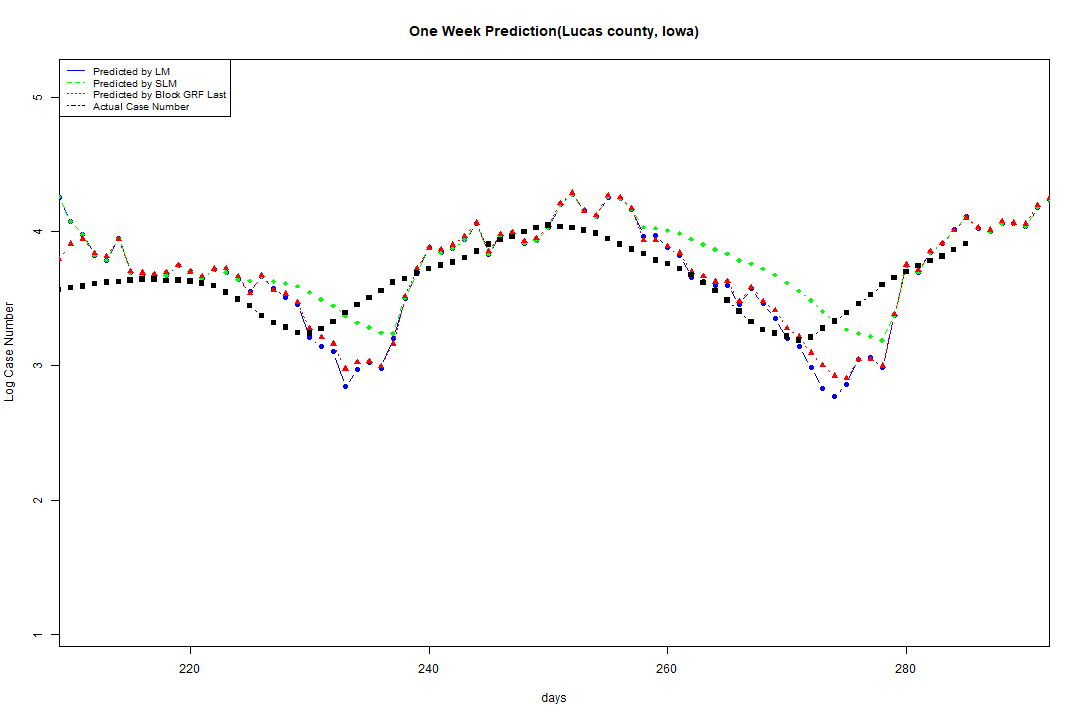 One Week Prediction(Lucas county, Iowa)
Predicted by LM
Predicted by SLM
Predicted by Block GRF Last
Actual Case Number
5
4
3
2
1
Log Case Number
220 240 260 280
days